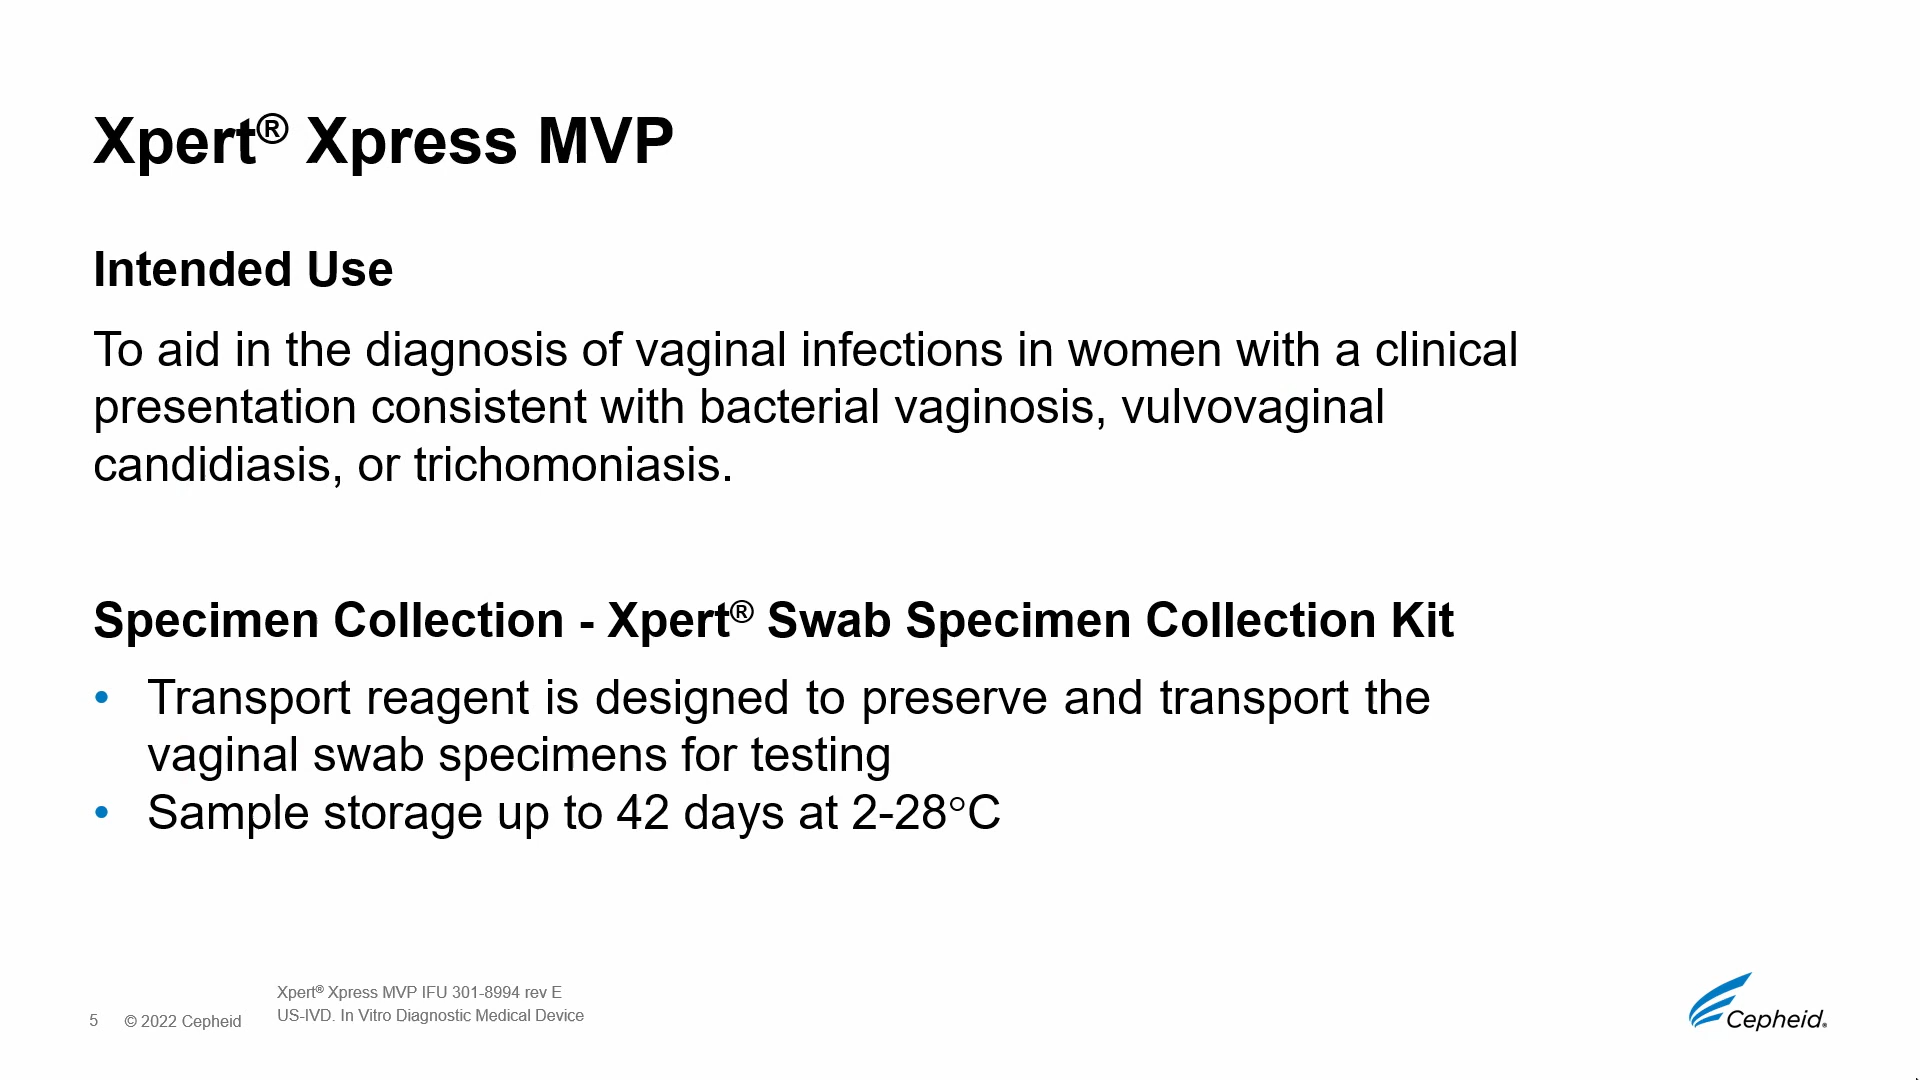 Xpert® Xpress MVP
Intended Use
To aid in the diagnosis of vaginal infections in women with a clinical
presentation consistent with bacterial vaginosis, vulvovaginal
candidiasis, or trichomoniasis.
Specimen Collection - Xpert® Swab Specimen Collection Kit
• Transport reagent is designed to preserve and transport the
vaginal swab specimens for testing
• Sample storage up to 42 days at 2-28°C
Xpert® Xpress MVP IFU 301-8994 rev E
US-IVD. In Vitro Diagnostic Medical Device
5 © 2022 Cepheid
Cepheid®